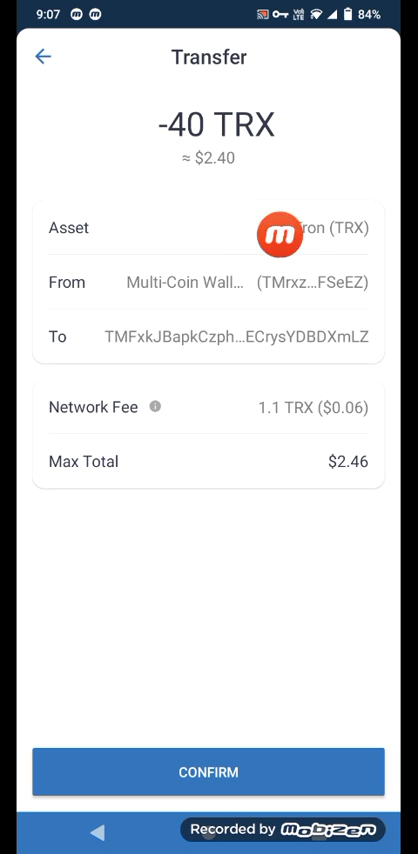 9:07 84%
Transfer
-40 TRX
≈ $2.40
Asset ron (TRX)
From Multi-Coin Wall... (TMrxz...FSeEZ)
To TMFxkJBapkCzph...ECrysYDBDXmLZ
Network Fee 1.1 TRX ($0.06)
Max Total $2.46
CONFIRM
Recorded by mobizen